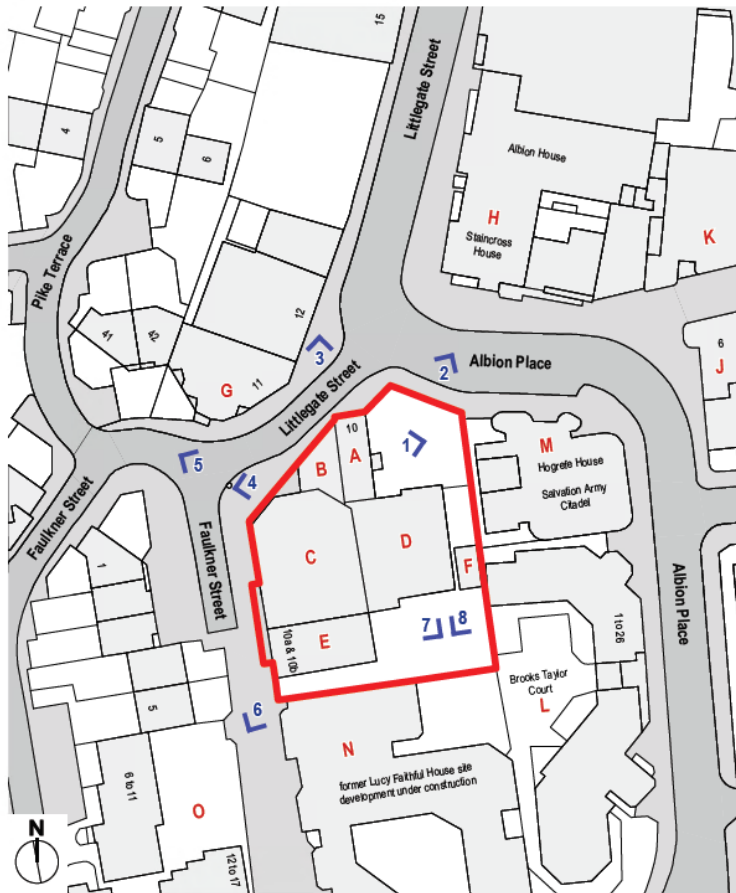 15
Littlegate Street
4
5
6
Albion House
H
Staincross
House
K
Pike Terrace
12
3
41
42
G
11
Littlegate Street
2
Albion Place
6
J
5
4
10
A
B
1
M
Hogrefe House
Salvation Army
Citadel
Faulkner Street
Faulkner Street
C
D
F
1
10a & 10b
E
7
8
1 to 26
Albion Place
Brooks Taylor
Court
L
5
6
N
former Lucy Faithful House site
development under construction
6 to 11
O
N
12 to 17